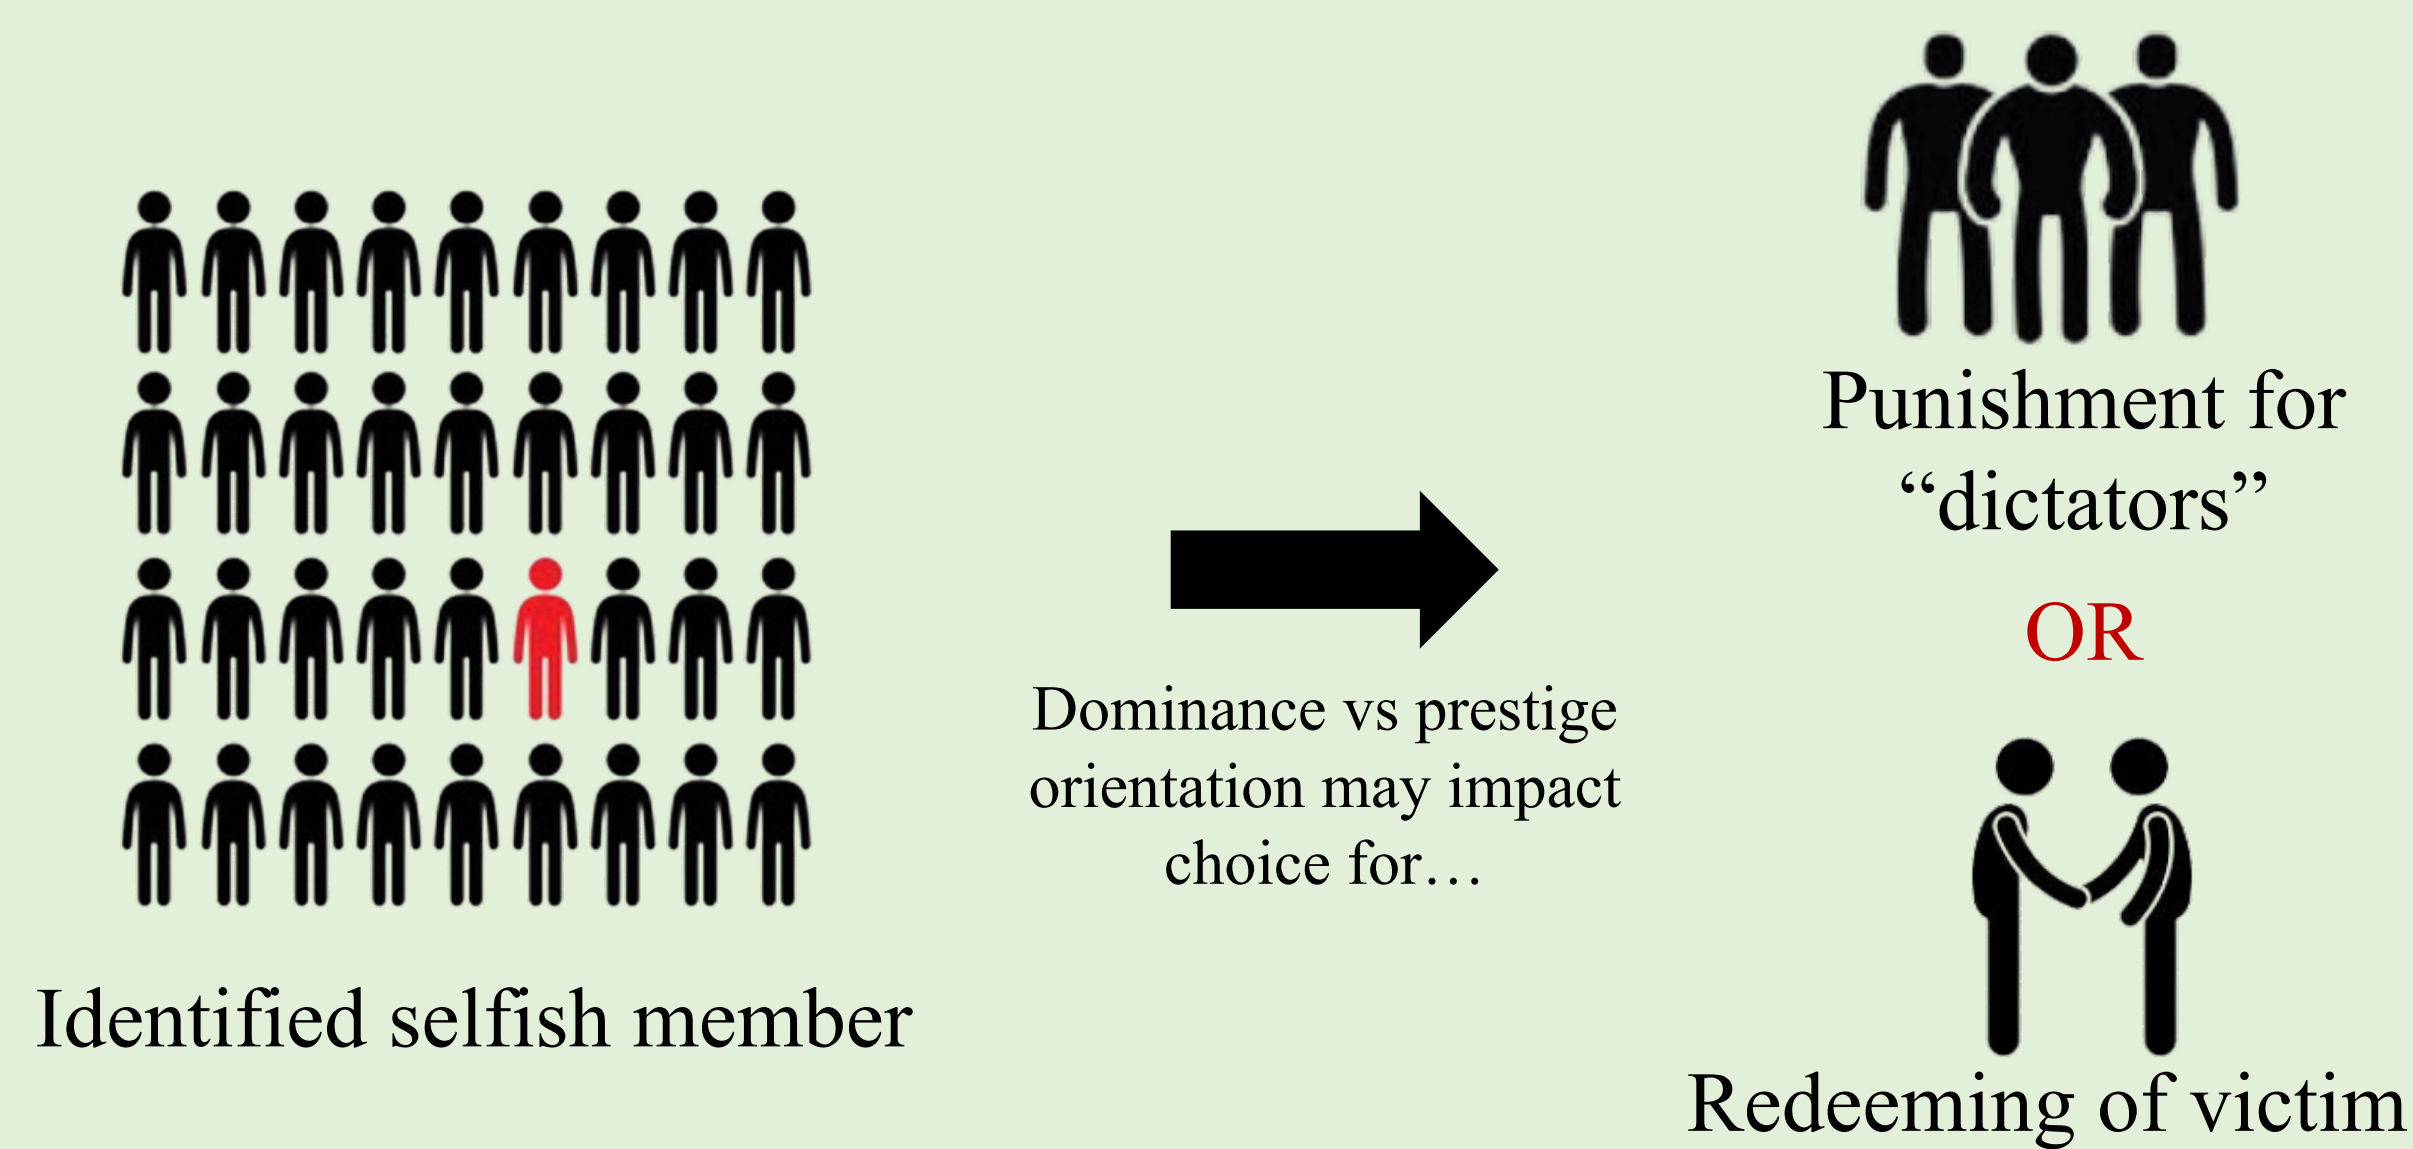 Identified selfish member
Dominance vs prestige
orientation may impact
choice for…
Punishment for
“dictators”
OR
Redeeming of victim